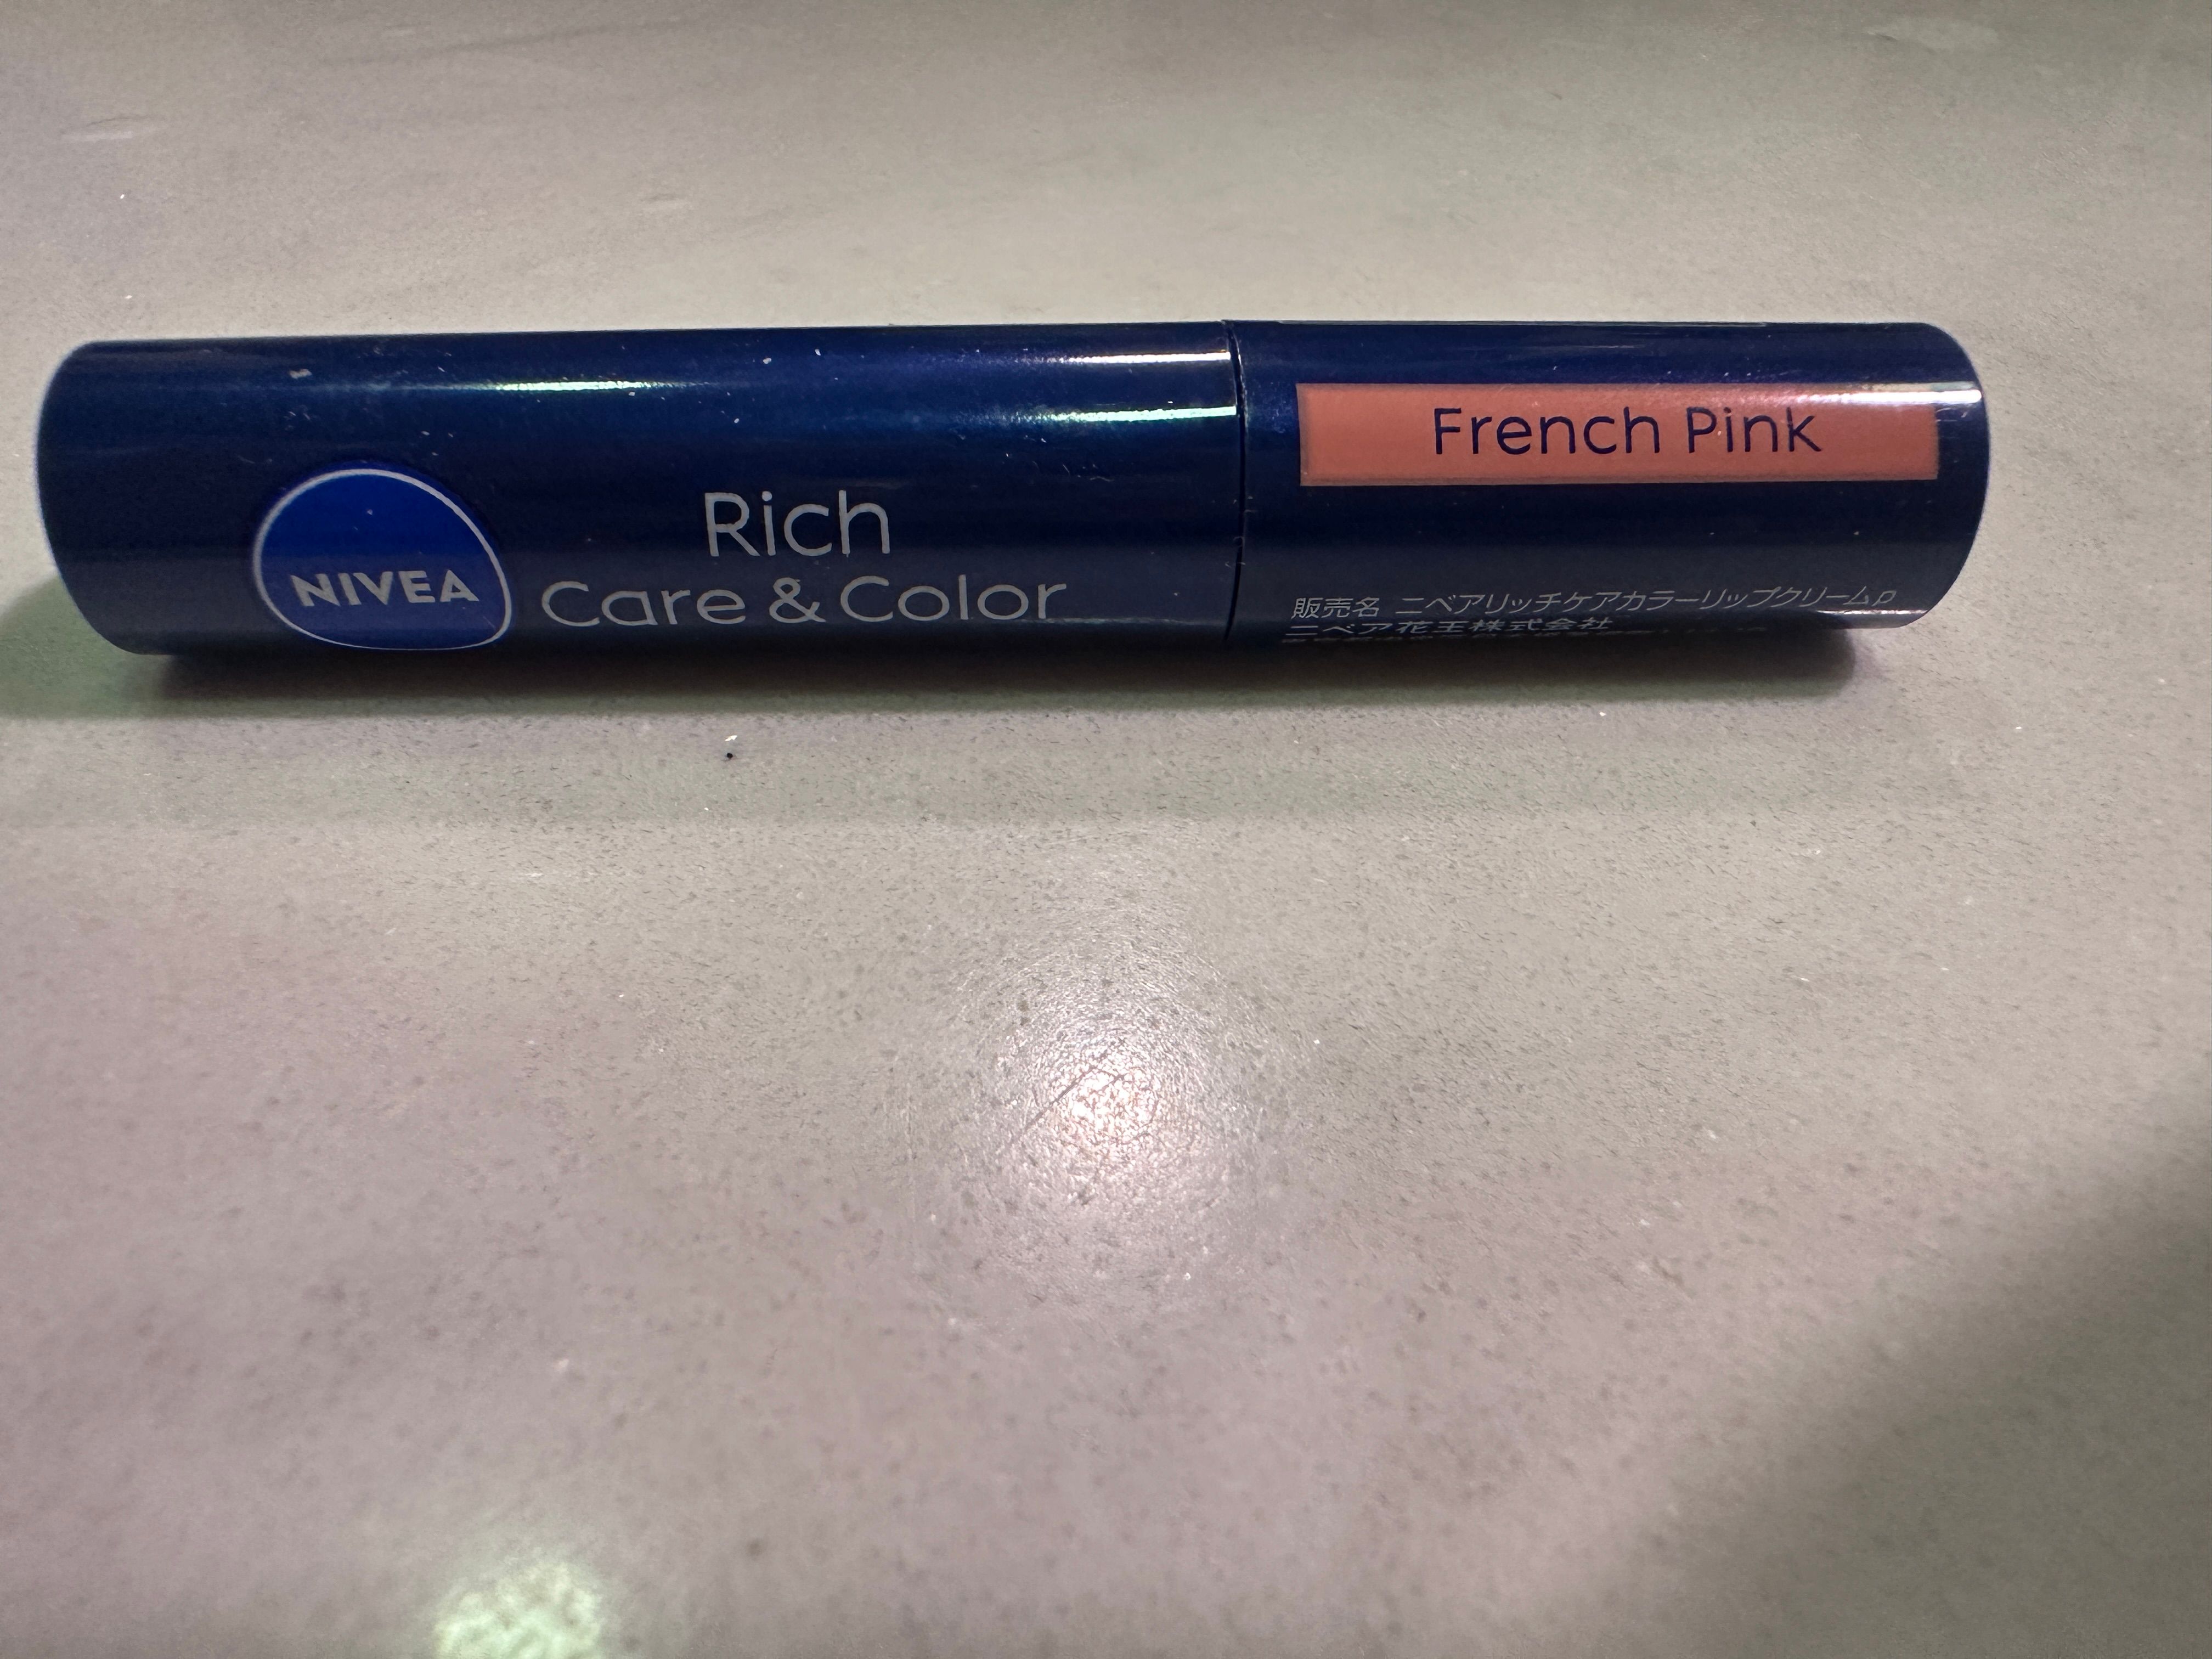 NIVEA
Rich
Care & Color
French Pink
販売名 ニベアリッチケアカラーリップクリームp
ニベア花王株式会社